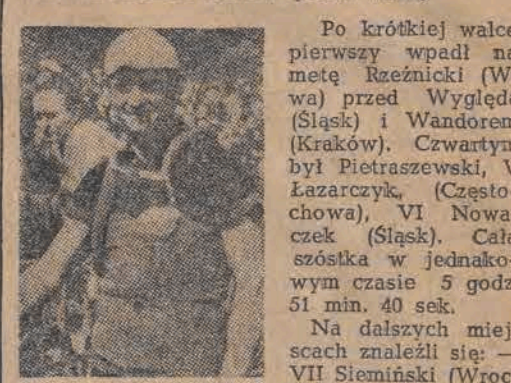 Po krótkiej walce
pierwszy wpadł na
metę Rzeźnicki (W
wa) przed Wyględą
(Śląsk) i Wandorem
(Kraków). Czwartym
był Pietraszewski, V
Łazarczyk, (Często-
chowa), VI Nowa-
czek (Śląsk). Cała
szóstka w jednako-
wym czasie 5 godz
51 min. 40 sek.
Na dalszych miej
scach znaleźli się: —
VII Siemiński (Wroc